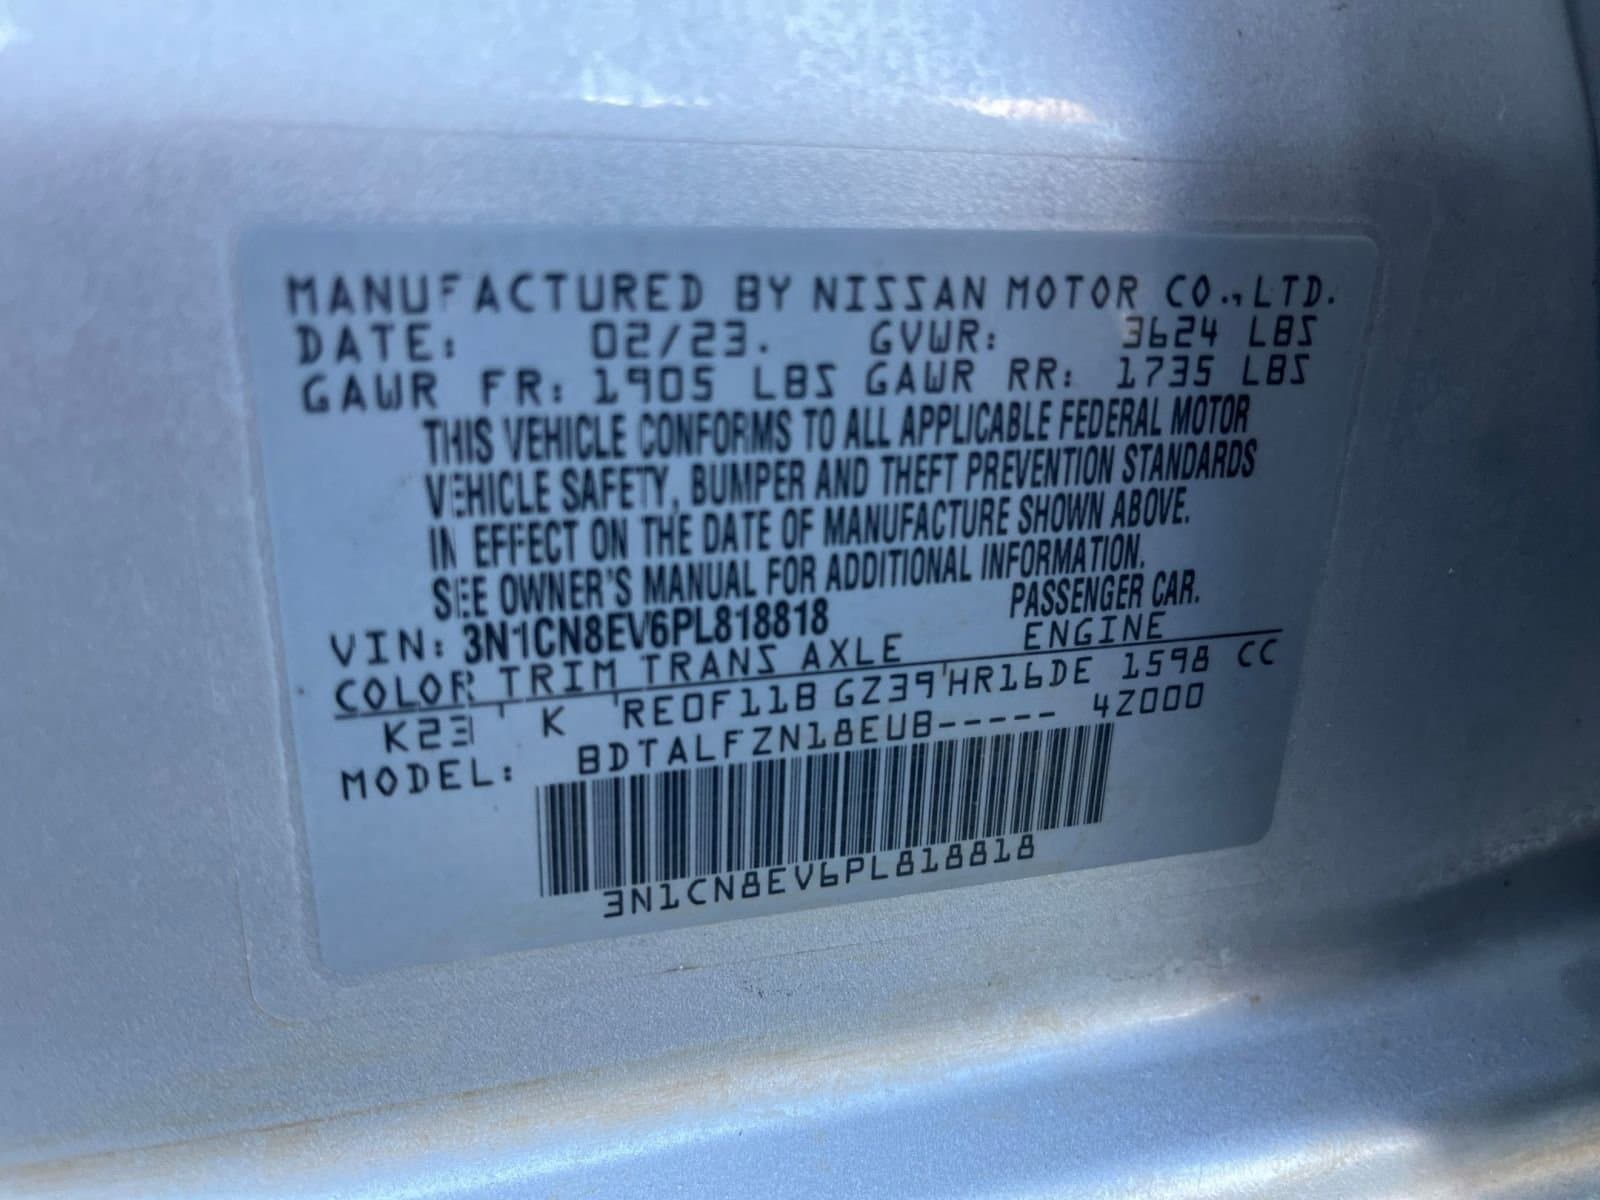 MANUFACTURED BY NISSAN MOTOR CO.,LTD.
DATE: 02/23. GVWR: 3624 LBS
GAWR FR: 1905 LBS GAWR RR: 1735 LBS
THIS VEHICLE CONFORMS TO ALL APPLICABLE FEDERAL MOTOR
VEHICLE SAFETY, BUMPER AND THEFT PREVENTION STANDARDS
IN EFFECT ON THE DATE OF MANUFACTURE SHOWN ABOVE.
SEE OWNER'S MANUAL FOR ADDITIONAL INFORMATION.
VIN: 3N1CN8EV6PL818818 PASSENGER CAR.
COLOR TRIM TRANS AXLE ENGINE
K23 K RE0F11B GZ39 HR16DE 1598 CC
MODEL: BDTALFZN18EUB----- 4Z000
3N1CN8EV6PL818818